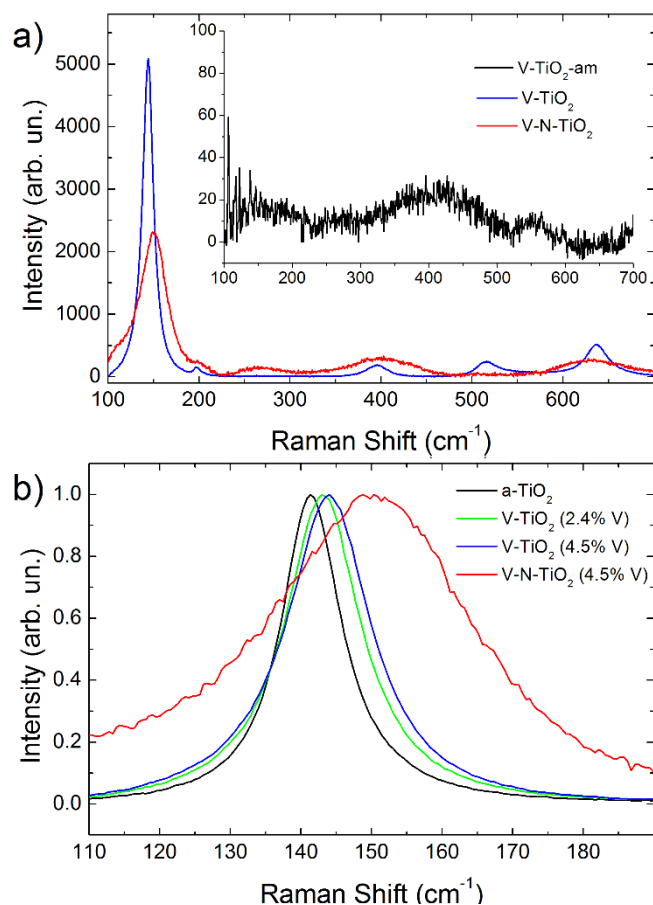 a)
Intensity (arb. un.)
5000
4000
3000
2000
1000
0
100
80
60
40
20
0
100 200 300 400 500 600 700
V-TiO₂-am
V-TiO₂
V-N-TiO₂
100 200 300 400 500 600
Raman Shift (cm⁻¹)
b)
Intensity (arb. un.)
1.0
0.8
0.6
0.4
0.2
0.0
a-TiO₂
V-TiO₂ (2.4% V)
V-TiO₂ (4.5% V)
V-N-TiO₂ (4.5% V)
110 120 130 140 150 160 170 180
Raman Shift (cm⁻¹)